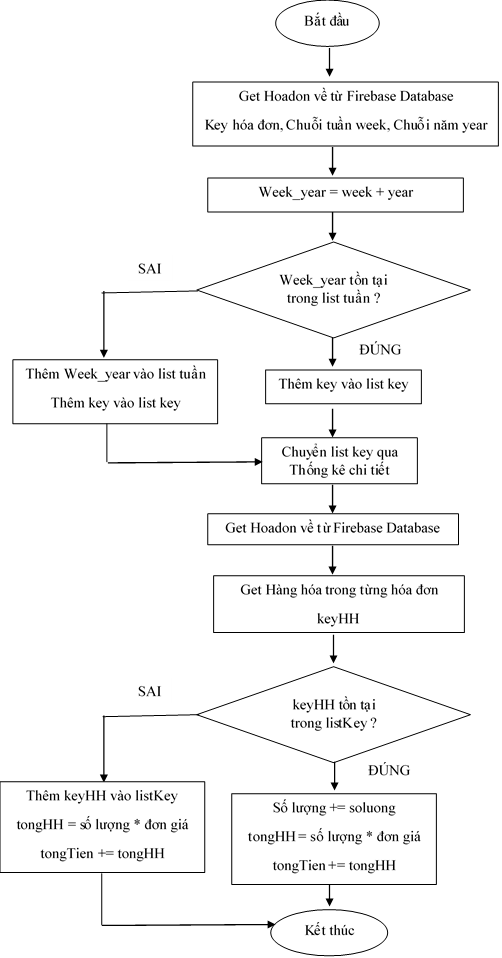 Bắt đầu
Get Hoadon về từ Firebase Database
Key hóa đơn, Chuỗi tuần week, Chuỗi năm year
Week_year = week + year
SAI
Week_year tồn tại
trong list tuần ?
ĐÚNG
Thêm Week_year vào list tuần
Thêm key vào list key
Thêm key vào list key
Chuyển list key qua
Thống kê chi tiết
Get Hoadon về từ Firebase Database
Get Hàng hóa trong từng hóa đơn
keyHH
SAI
keyHH tồn tại
trong listKey ?
ĐÚNG
Thêm keyHH vào listKey
tongHH = số lượng * đơn giá
tongTien += tongHH
Số lượng += soluong
tongHH = số lượng * đơn giá
tongTien += tongHH
Kết thúc